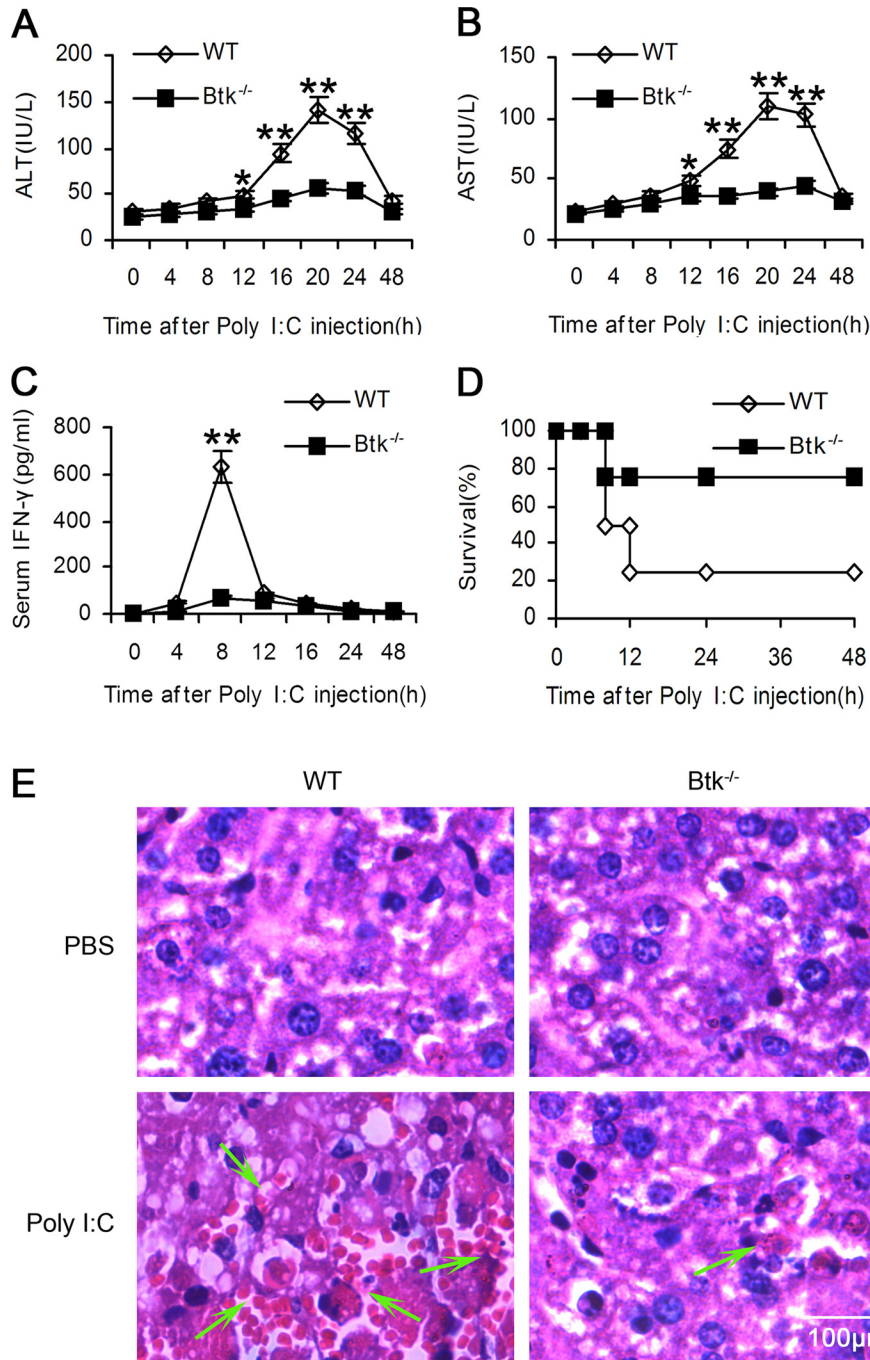 A
WT
Btk-/-
ALT(IU/L)
200
150
100
50
0
*
**
**
**
0 4 8 12 16 20 24 48
Time after Poly I:C injection(h)
B
WT
Btk-/-
AST(IU/L)
150
100
50
0
*
**
**
**
0 4 8 12 16 20 24 48
Time after Poly I:C injection(h)
C
WT
Btk-/-
Serum IFN-γ (pg/ml)
800
600
400
200
0
**
0 4 8 12 16 24 48
Time after Poly I:C injection(h)
D
WT
Btk-/-
Survival(%)
100
80
60
40
20
0
0 12 24 36 48
Time after Poly I:C injection(h)
E
WT
Btk-/-
PBS
Poly I:C
100µm